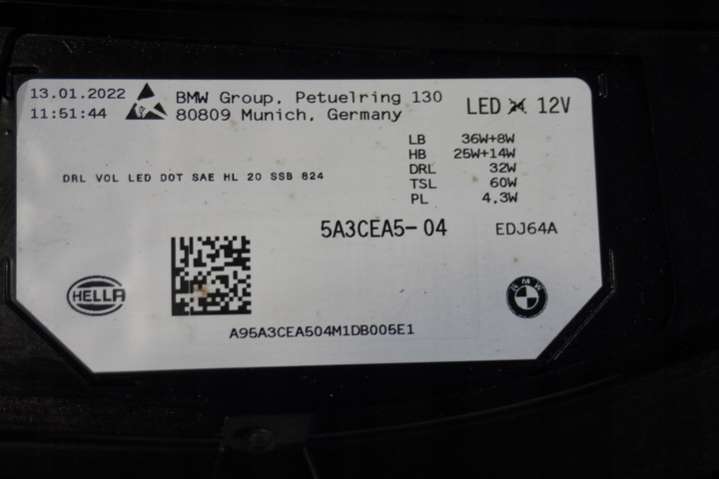 13.01.2022
11:51:44
BMW Group, Petuelring 130
80809 Munich, Germany
LED 12V
LB 36W+8W
HB 25W+14W
DRL 32W
TSL 60W
PL 4.3W
DRL VOL LED DOT SAE HL 20 SSB 824
5A3CEA5-04
EDJ64A
HELLA
BMW
A95A3CEA504M1DB005E1